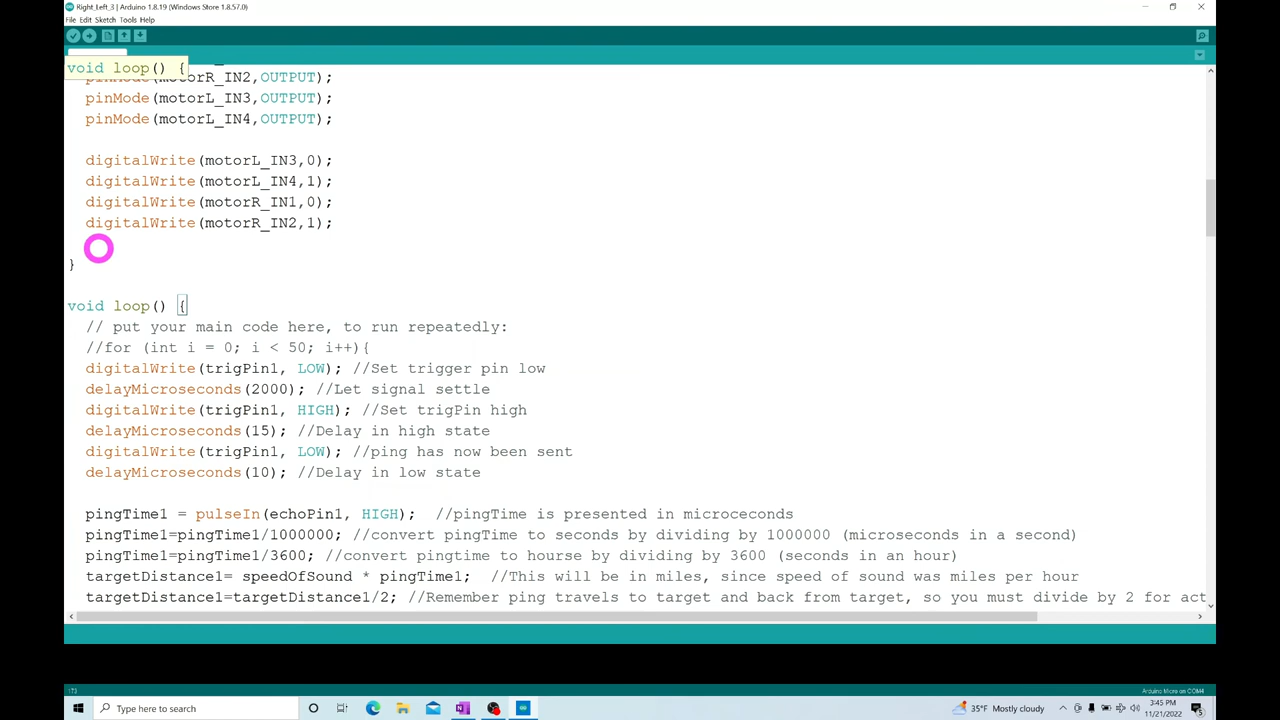 Right_Left_3 | Arduino 1.8.19 (Windows Store 1.8.57.0)
File Edit Sketch Tools Help
void loop() {
pinMode(motorR_IN2,OUTPUT);
pinMode(motorL_IN3,OUTPUT);
pinMode(motorL_IN4,OUTPUT);
digitalWrite(motorL_IN3,0);
digitalWrite(motorL_IN4,1);
digitalWrite(motorR_IN1,0);
digitalWrite(motorR_IN2,1);
}
void loop() {
// put your main code here, to run repeatedly:
//for (int i = 0; i < 50; i++){
digitalWrite(trigPin1, LOW); //Set trigger pin low
delayMicroseconds(2000); //Let signal settle
digitalWrite(trigPin1, HIGH); //Set trigPin high
delayMicroseconds(15); //Delay in high state
digitalWrite(trigPin1, LOW); //ping has now been sent
delayMicroseconds(10); //Delay in low state
pingTime1 = pulseIn(echoPin1, HIGH); //pingTime is presented in microceconds
pingTime1=pingTime1/1000000; //convert pingTime to seconds by dividing by 1000000 (microseconds in a second)
pingTime1=pingTime1/3600; //convert pingtime to hourse by dividing by 3600 (seconds in an hour)
targetDistance1= speedOfSound * pingTime1; //This will be in miles, since speed of sound was miles per hour
targetDistance1=targetDistance1/2; //Remember ping travels to target and back from target, so you must divide by 2 for act
Arduino Micro on COM4
Type here to search
35°F Mostly cloudy
3:45 PM
11/21/2022
5